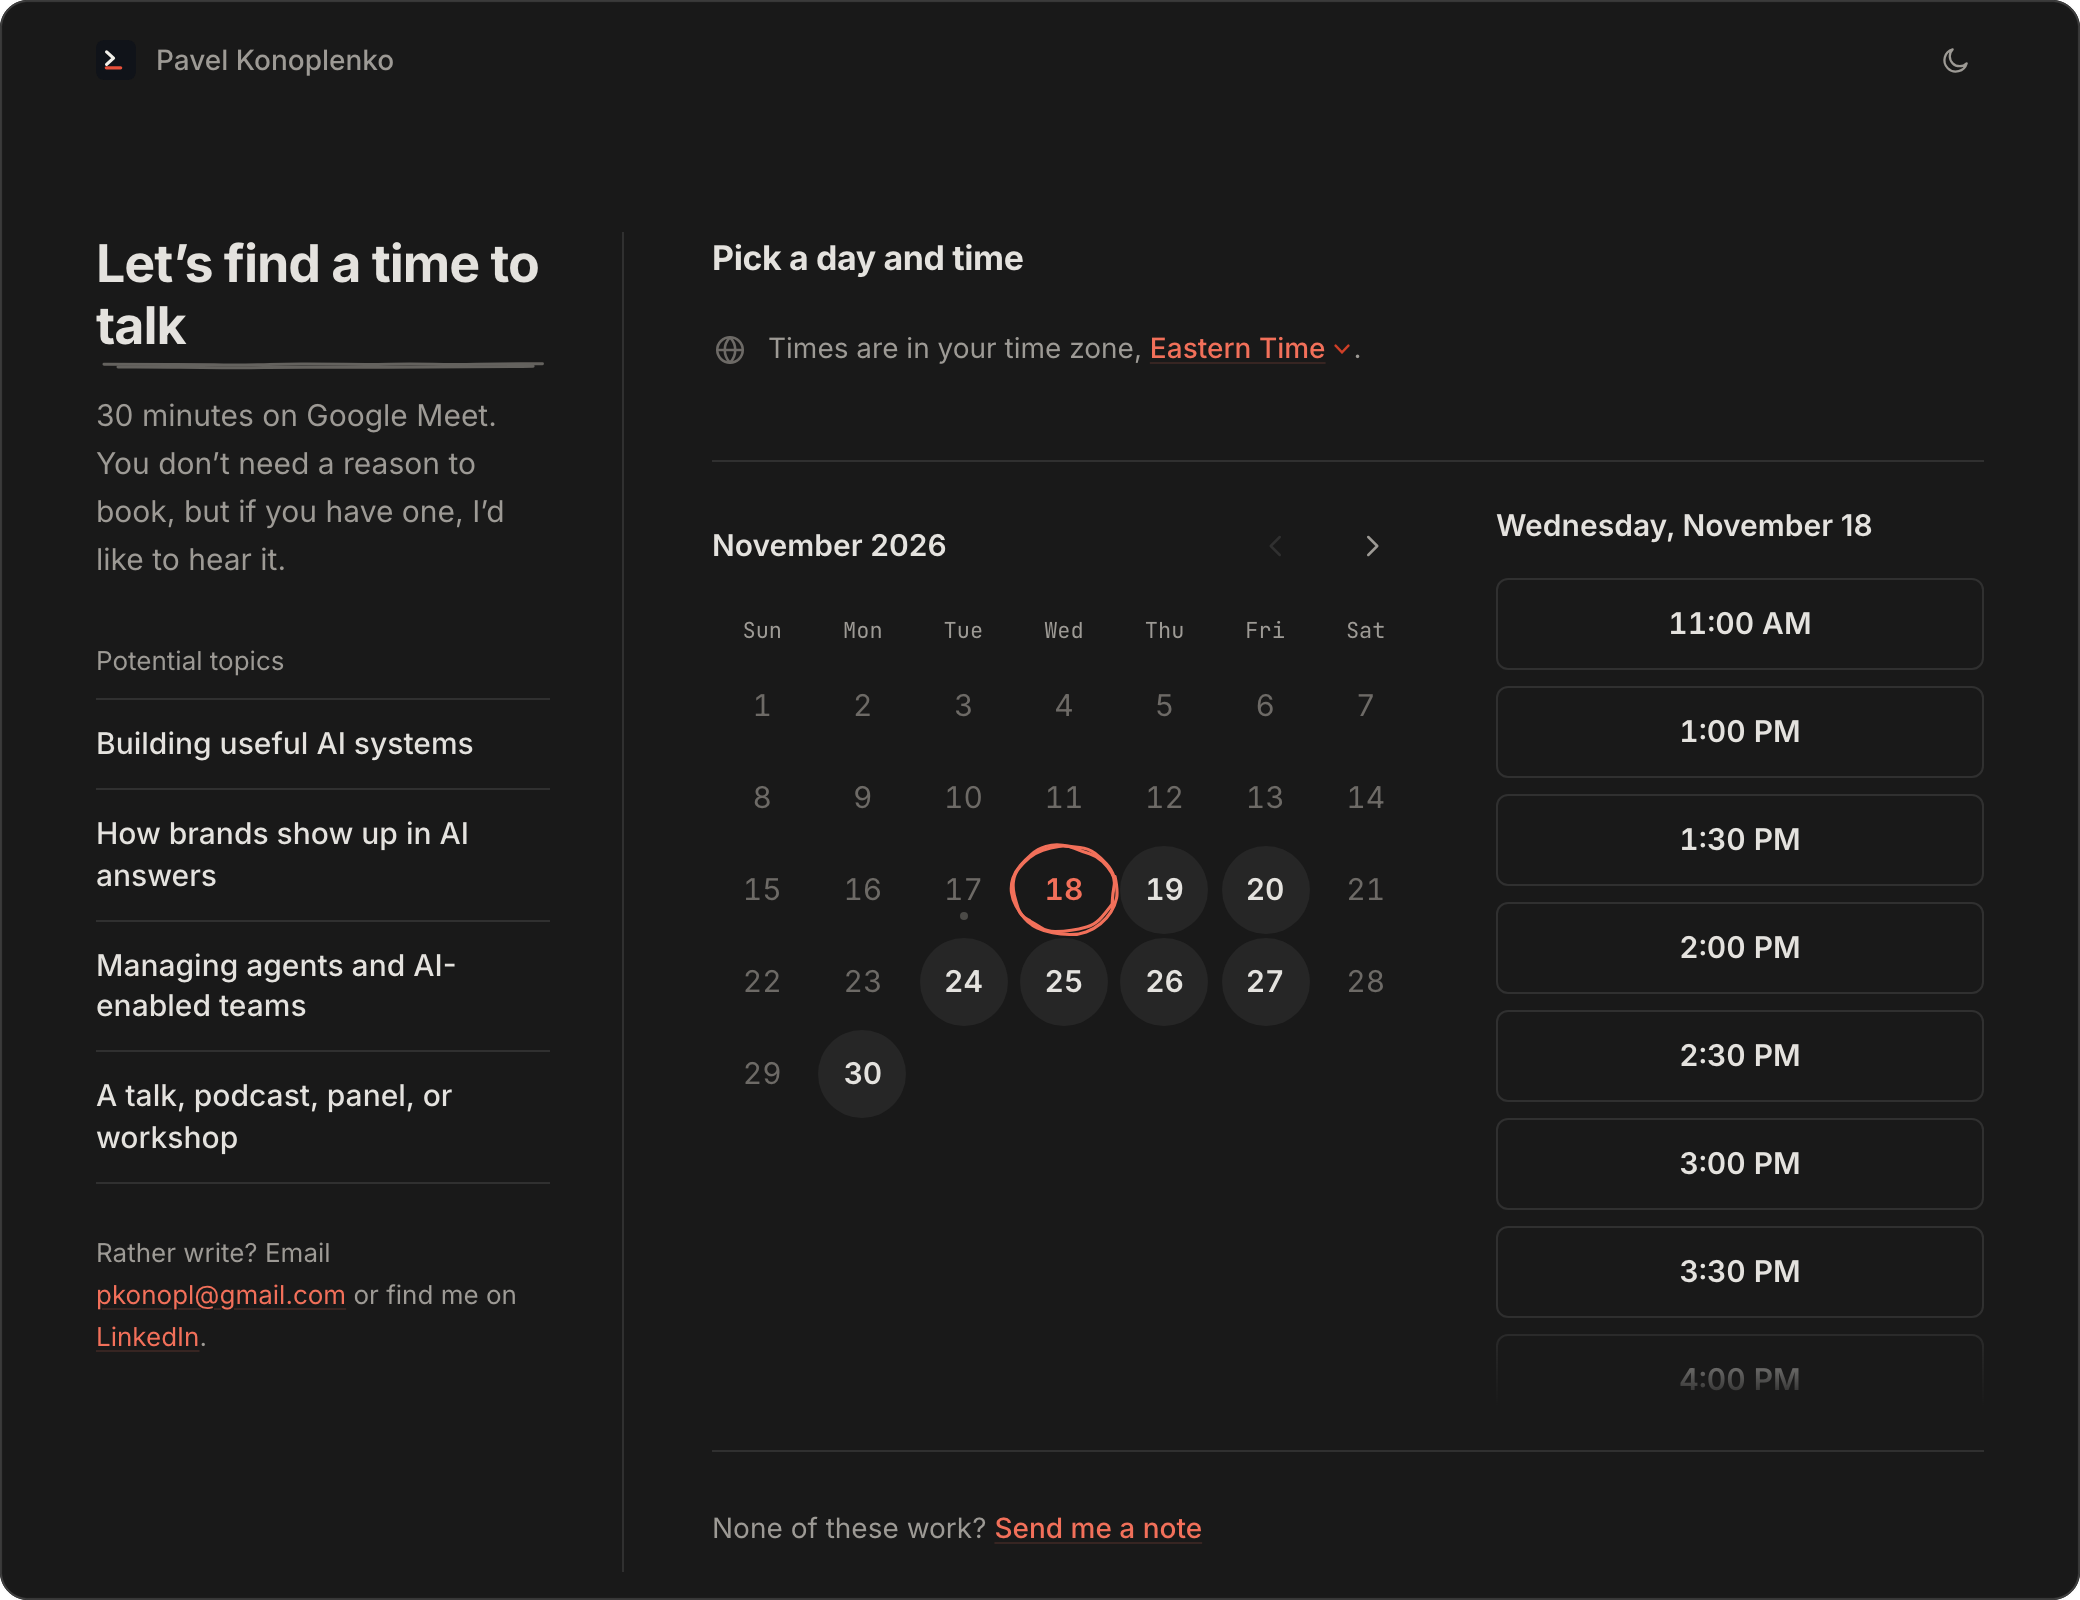 Pavel Konoplenko
Let’s find a time to
talk
30 minutes on Google Meet.
You don’t need a reason to
book, but if you have one, I’d
like to hear it.
Potential topics
Building useful AI systems
How brands show up in AI
answers
Managing agents and AI-
enabled teams
A talk, podcast, panel, or
workshop
Rather write? Email
pkonopl@gmail.com or find me on
LinkedIn.
Pick a day and time
Times are in your time zone, Eastern Time.
November 2026
Sun Mon Tue Wed Thu Fri Sat
1 2 3 4 5 6 7
8 9 10 11 12 13 14
15 16 17 18 19 20 21
22 23 24 25 26 27 28
29 30
Wednesday, November 18
11:00 AM
1:00 PM
1:30 PM
2:00 PM
2:30 PM
3:00 PM
3:30 PM
4:00 PM
None of these work? Send me a note